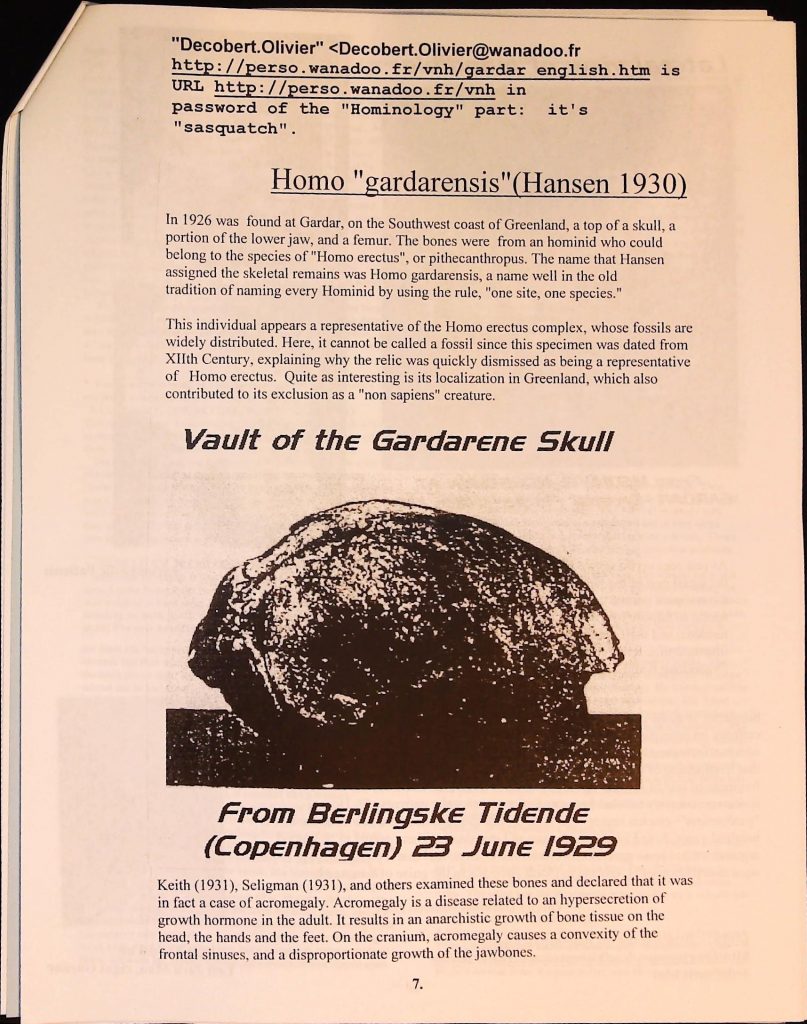 "Decobert.Olivier" <Decobert.Olivier@wanadoo.fr
http://perso.wanadoo.fr/vnh/gardar english.htm is
URL http://perso.wanadoo.fr/vnh in
password of the "Hominology" part: it's
"sasquatch".
Homo "gardarensis"(Hansen 1930)
In 1926 was found at Gardar, on the Southwest coast of Greenland, a top of a skull, a
portion of the lower jaw, and a femur. The bones were from an hominid who could
belong to the species of "Homo erectus", or pithecanthropus. The name that Hansen
assigned the skeletal remains was Homo gardarensis, a name well in the old
tradition of naming every Hominid by using the rule, "one site, one species."
This individual appears a representative of the Homo erectus complex, whose fossils are
widely distributed. Here, it cannot be called a fossil since this specimen was dated from
XIIth Century, explaining why the relic was quickly dismissed as being a representative
of Homo erectus. Quite as interesting is its localization in Greenland, which also
contributed to its exclusion as a "non sapiens" creature.
Vault of the Gardarene Skull
From Berlingske Tidende
(Copenhagen) 23 June 1929
Keith (1931), Seligman (1931), and others examined these bones and declared that it was
in fact a case of acromegaly. Acromegaly is a disease related to an hypersecretion of
growth hormone in the adult. It results in an anarchistic growth of bone tissue on the
head, the hands and the feet. On the cranium, acromegaly causes a convexity of the
frontal sinuses, and a disproportionate growth of the jawbones.
7.